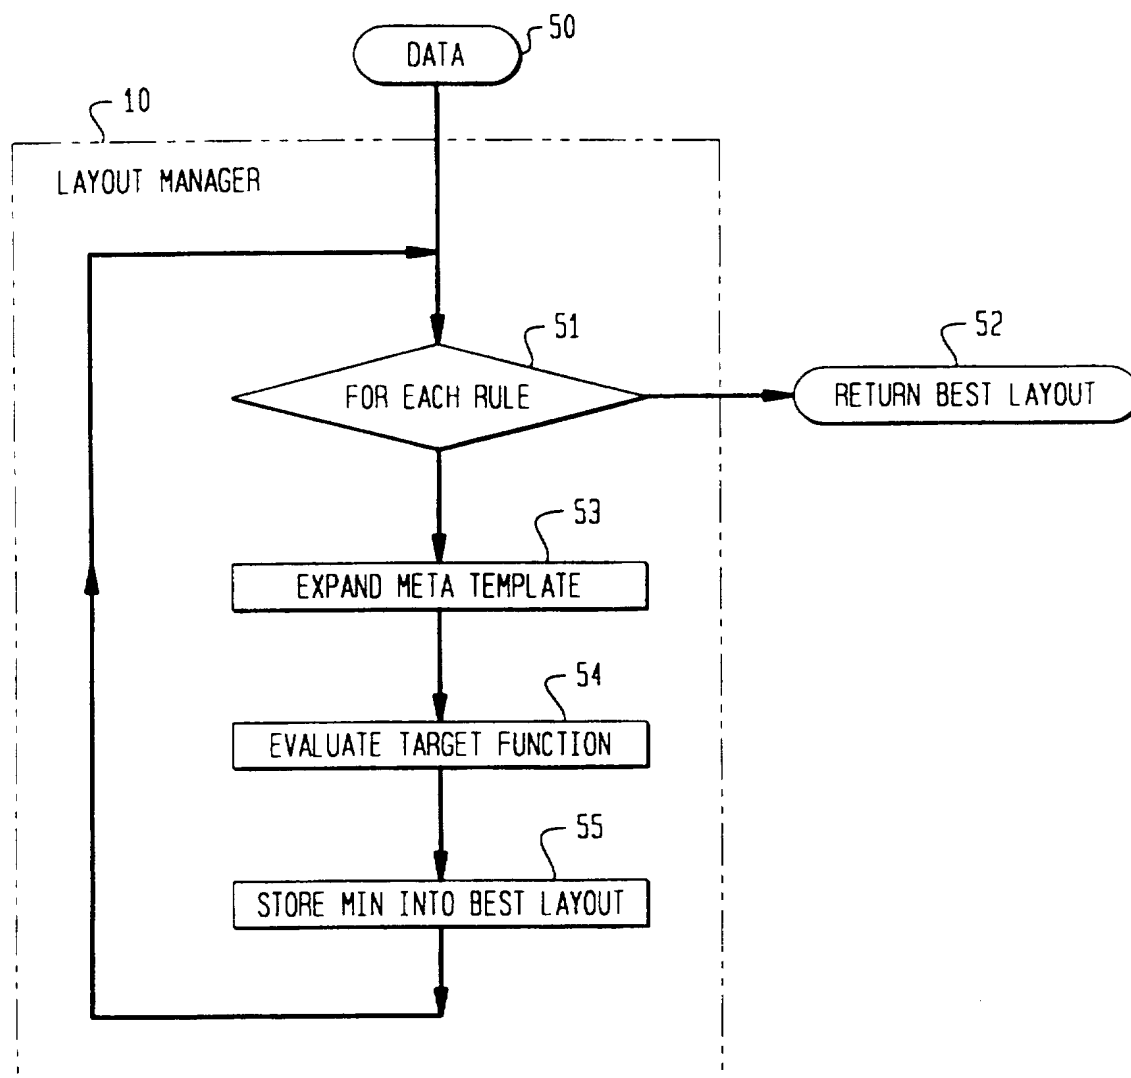 50
DATA
10
LAYOUT MANAGER
51
FOR EACH RULE
52
RETURN BEST LAYOUT
53
EXPAND META TEMPLATE
54
EVALUATE TARGET FUNCTION
55
STORE MIN INTO BEST LAYOUT